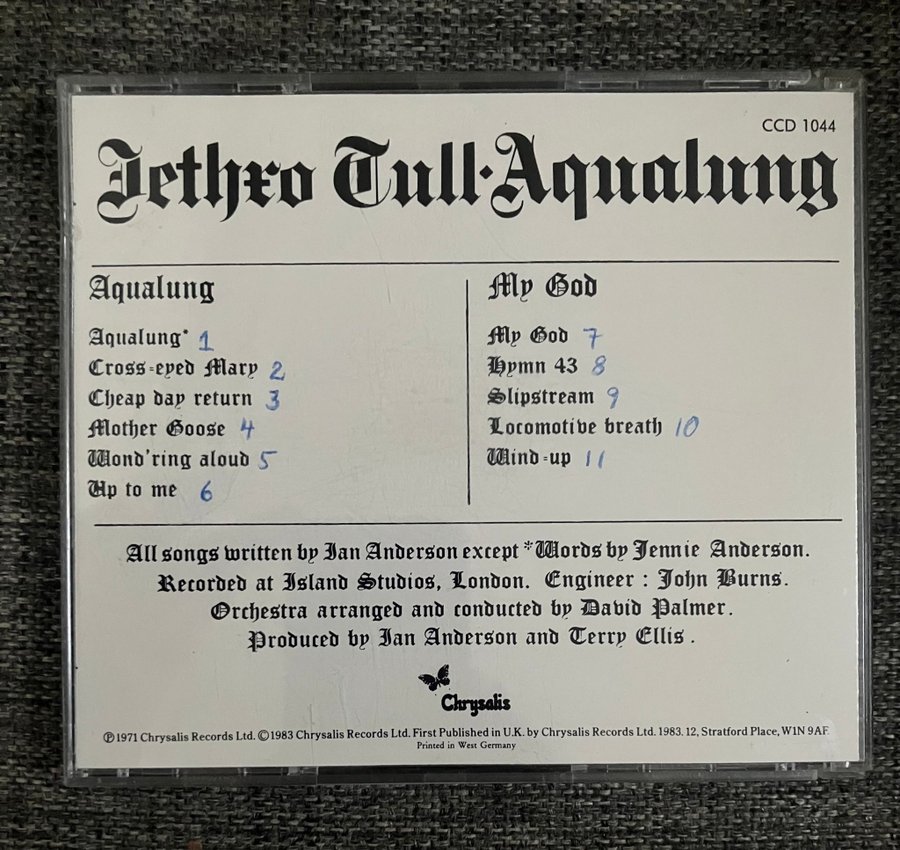 CCD 1044
Jethro Tull·Aqualung
Aqualung
Aqualung* 1
Cross=eyed Mary 2
Cheap day return 3
Mother Goose 4
Wond'ring aloud 5
Up to me 6
My God
My God 7
Hymn 43 8
Slipstream 9
Locomotive breath 10
Wind=up 11
All songs written by Ian Anderson except *Words by Jennie Anderson.
Recorded at Island Studios, London. Engineer : John Burns.
Orchestra arranged and conducted by David Palmer.
Produced by Ian Anderson and Terry Ellis .
Chrysalis
℗1971 Chrysalis Records Ltd. ©1983 Chrysalis Records Ltd. First Published in U.K. by Chrysalis Records Ltd. 1983. 12, Stratford Place, W1N 9AF.
Printed in West Germany